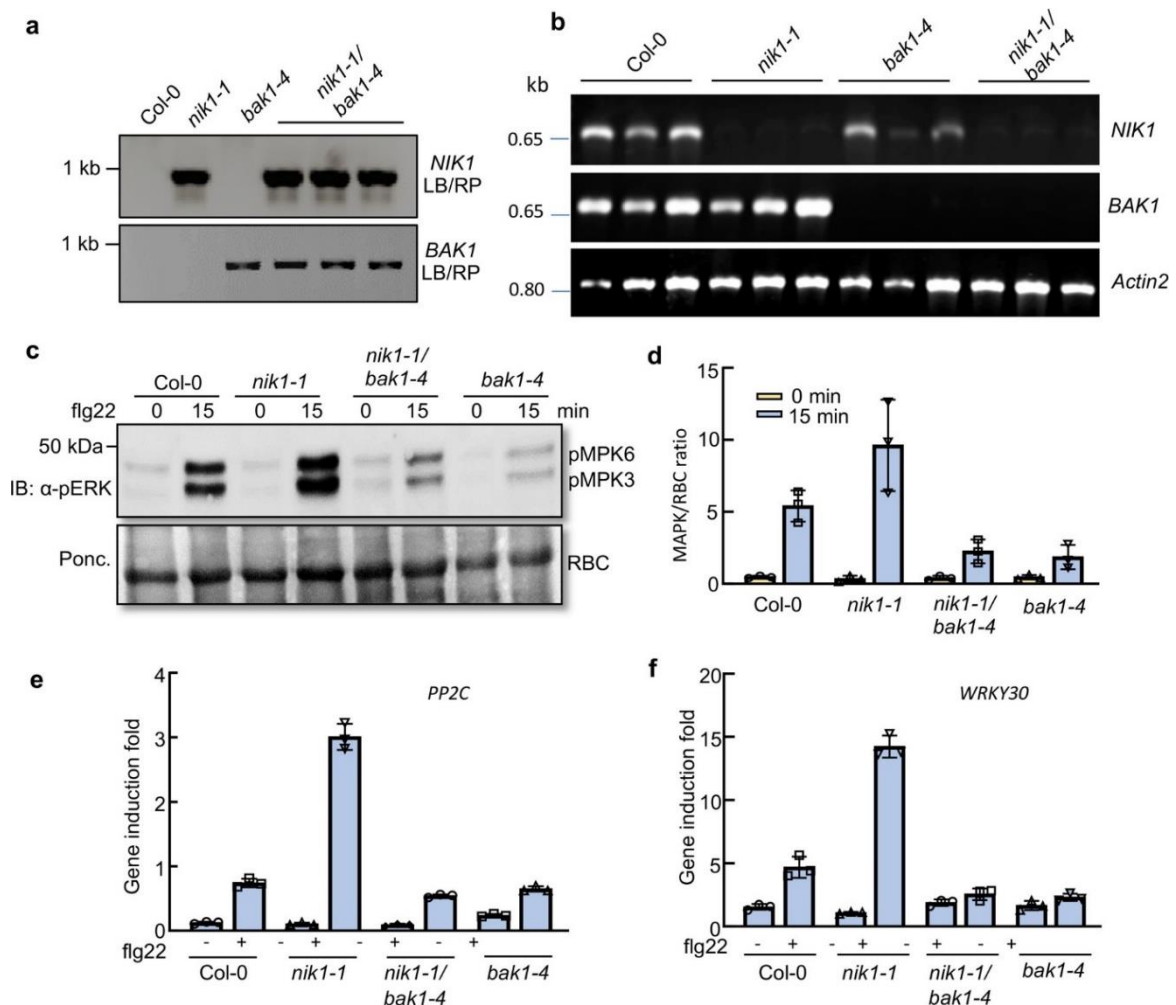 a
Col-0
nik1-1
bak1-4
nik1-1/
bak1-4
1 kb
NIK1
LB/RP
1 kb
BAK1
LB/RP
b
Col-0
nik1-1
bak1-4
nik1-1/
bak1-4
kb
0.65
NIK1
0.65
BAK1
0.80
Actin2
c
Col-0
nik1-1
nik1-1/
bak1-4
bak1-4
flg22 0 15 0 15 0 15 0 15 min
50 kDa
pMPK6
IB: α-pERK
pMPK3
Ponc.
RBC
d
MAPK/RBC ratio
15
10
5
0
0 min
15 min
Col-0
nik1-1
nik1-1/
bak1-4
bak1-4
e
Gene induction fold
4
3
2
1
0
PP2C
flg22 - + - + - + - +
Col-0
nik1-1
nik1-1/
bak1-4
bak1-4
f
Gene induction fold
20
15
10
5
0
WRKY30
flg22 - + - + - + - +
Col-0
nik1-1
nik1-1/
bak1-4
bak1-4